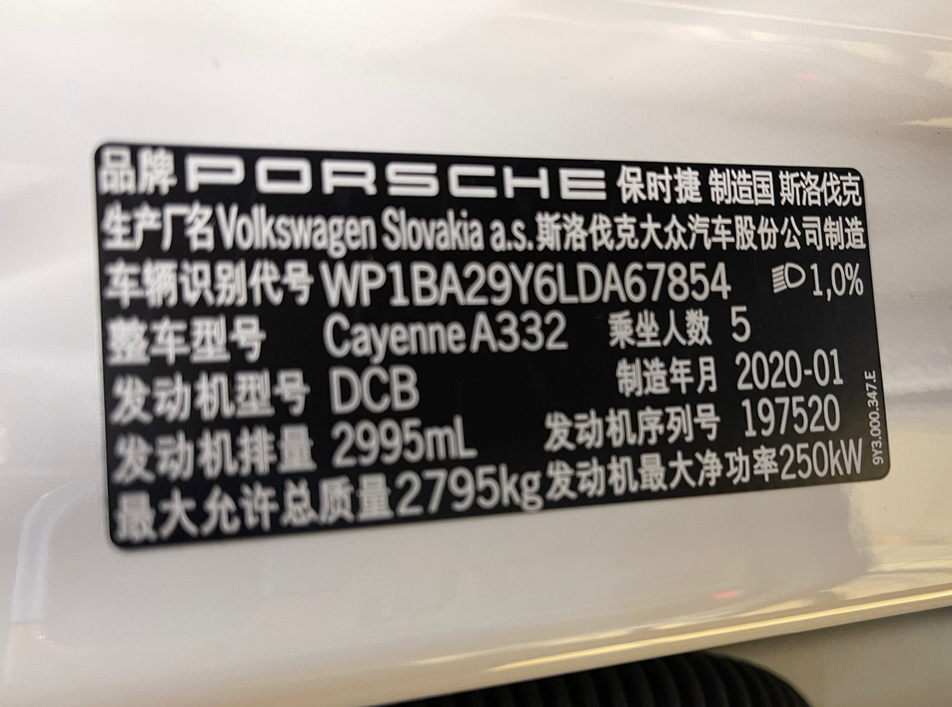 品牌 PORSCHE 保时捷 制造国 斯洛伐克
生产厂名 Volkswagen Slovakia a.s. 斯洛伐克大众汽车股份公司制造
车辆识别代号 WP1BA29Y6LDA67854 1,0%
整车型号 Cayenne A332 乘坐人数 5
发动机型号 DCB 制造年月 2020-01
发动机排量 2995mL 发动机序列号 197520
最大允许总质量 2795kg 发动机最大净功率 250kW
9Y3.000.347.E